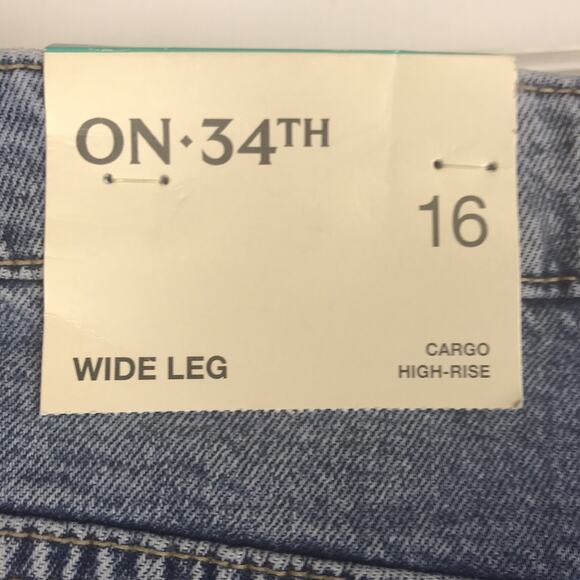 ON·34TH
16
WIDE LEG
CARGO
HIGH-RISE